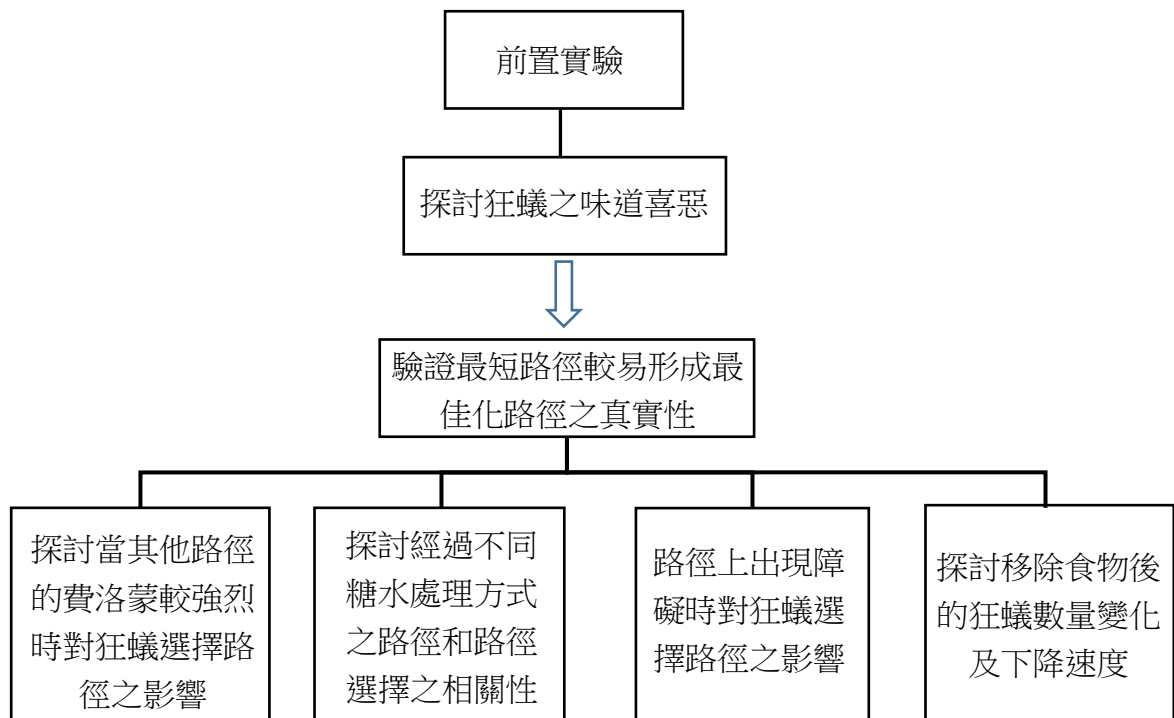 前置實驗
探討狂蟻之味道喜惡
驗證最短路徑較易形成最
佳化路徑之真實性
探討當其他路徑
的費洛蒙較強烈
時對狂蟻選擇路
徑之影響
探討經過不同
糖水處理方式
之路徑和路徑
選擇之相關性
路徑上出現障
礙時對狂蟻選
擇路徑之影響
探討移除食物後
的狂蟻數量變化
及下降速度